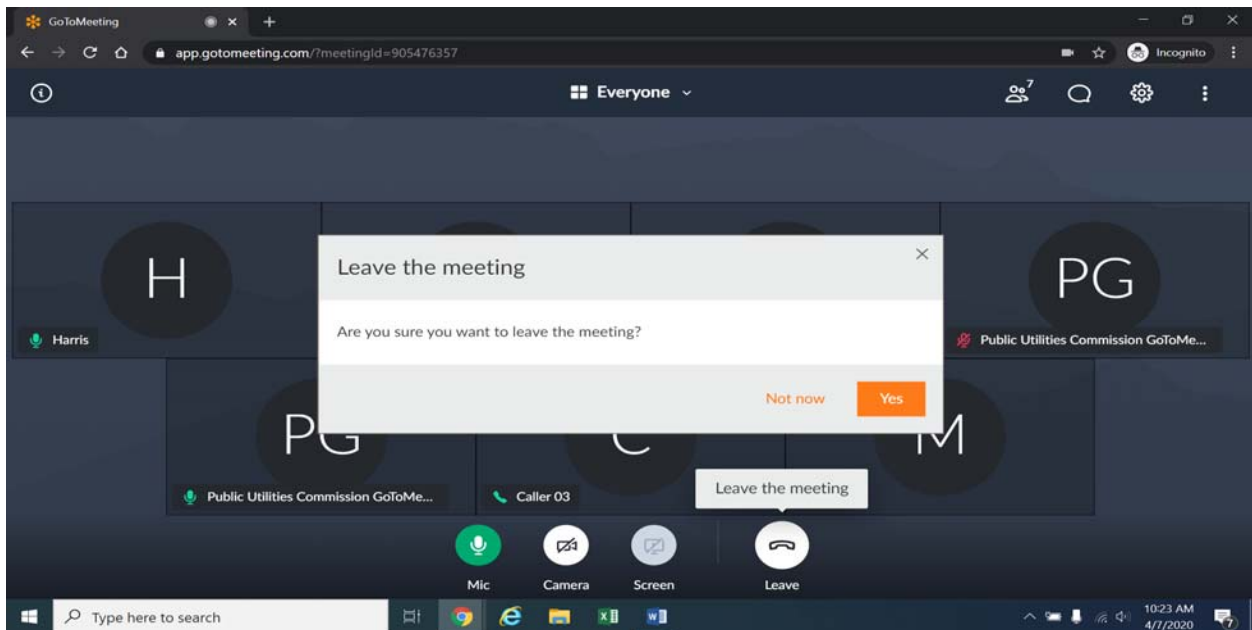 GoToMeeting
app.gotomeeting.com/?meetingId=905476357
Incognito
Everyone
7
H
PG
Harris
Public Utilities Commission GoToMe...
Leave the meeting
Are you sure you want to leave the meeting?
Not now
Yes
PG
C
M
Public Utilities Commission GoToMe...
Caller 03
Leave the meeting
Mic
Camera
Screen
Leave
Type here to search
10:23 AM
4/7/2020
7